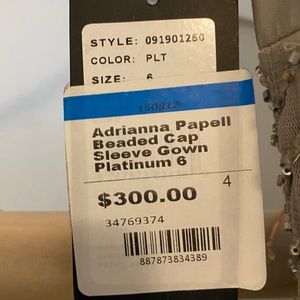 STYLE: 091901260
COLOR: PLT
SIZE: 6
150812
Adrianna Papell
Beaded Cap
Sleeve Gown
Platinum 6
4
$300.00
34769374
887873834389